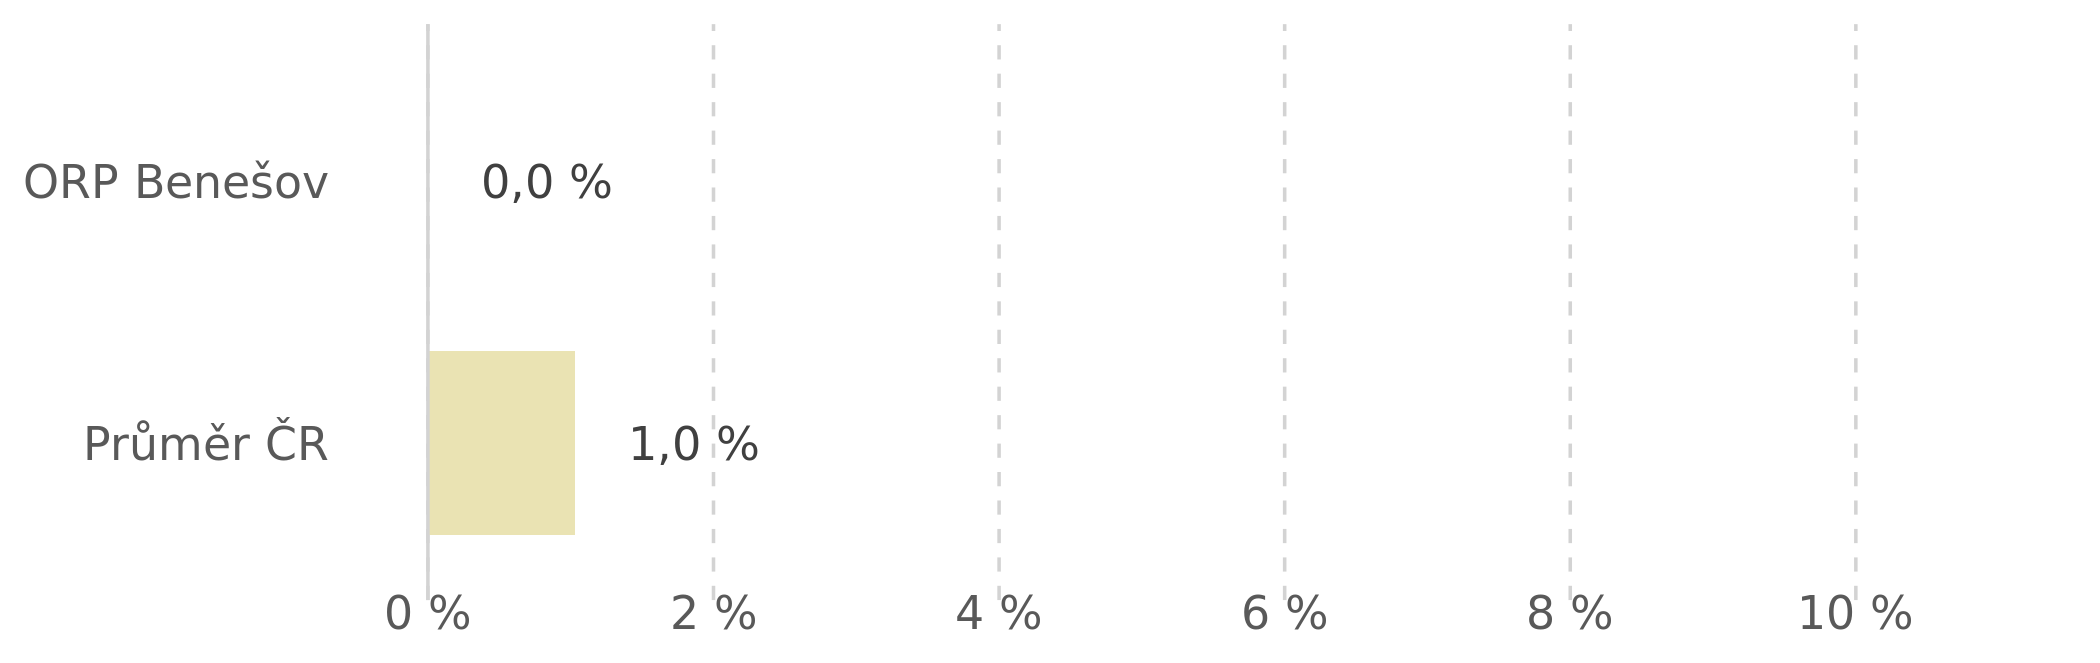 ORP Benešov 0,0 %
Průměr ČR 1,0 %
0 % 2 % 4 % 6 % 8 % 10 %